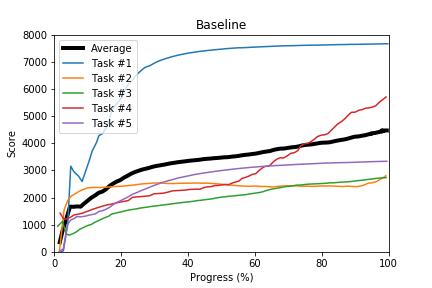 Baseline
8000
7000
6000
5000
4000
3000
2000
1000
0
Score
Average
Task #1
Task #2
Task #3
Task #4
Task #5
0 20 40 60 80 100
Progress (%)